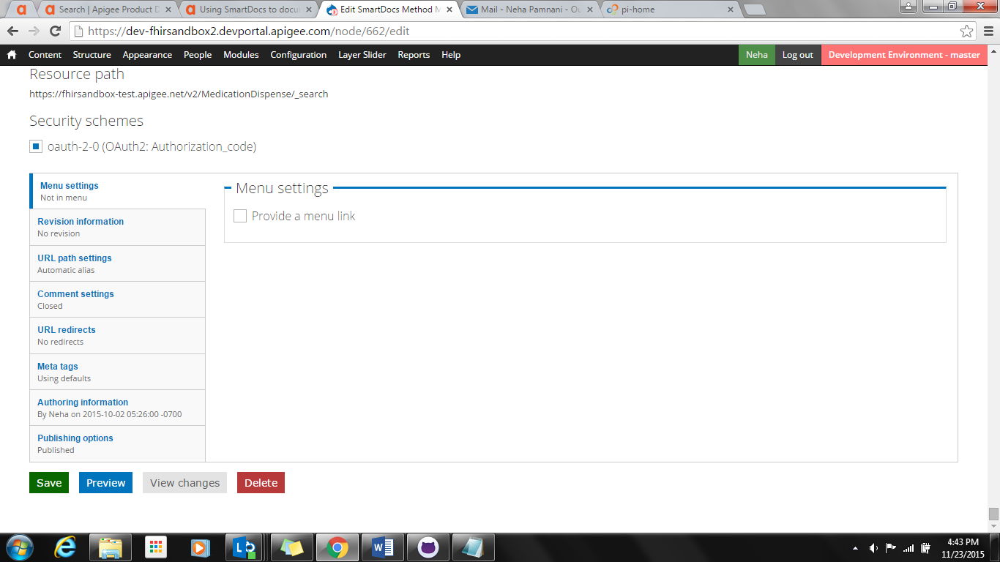 Search | Apigee Product D
Using SmartDocs to docu
Edit SmartDocs Method M
Mail - Neha Pamnani - Ou
pi-home
https://dev-fhirsandbox2.devportal.apigee.com/node/662/edit
Content Structure Appearance People Modules Configuration Layer Slider Reports Help Neha Log out Development Environment - master
Resource path
https://fhirsandbox-test.apigee.net/v2/MedicationDispense/_search
Security schemes
oauth-2-0 (OAuth2: Authorization_code)
Menu settings
Not in menu
Revision information
No revision
URL path settings
Automatic alias
Comment settings
Closed
URL redirects
No redirects
Meta tags
Using defaults
Authoring information
By Neha on 2015-10-02 05:26:00 -0700
Publishing options
Published
Menu settings
Provide a menu link
Save Preview View changes Delete
4:43 PM
11/23/2015